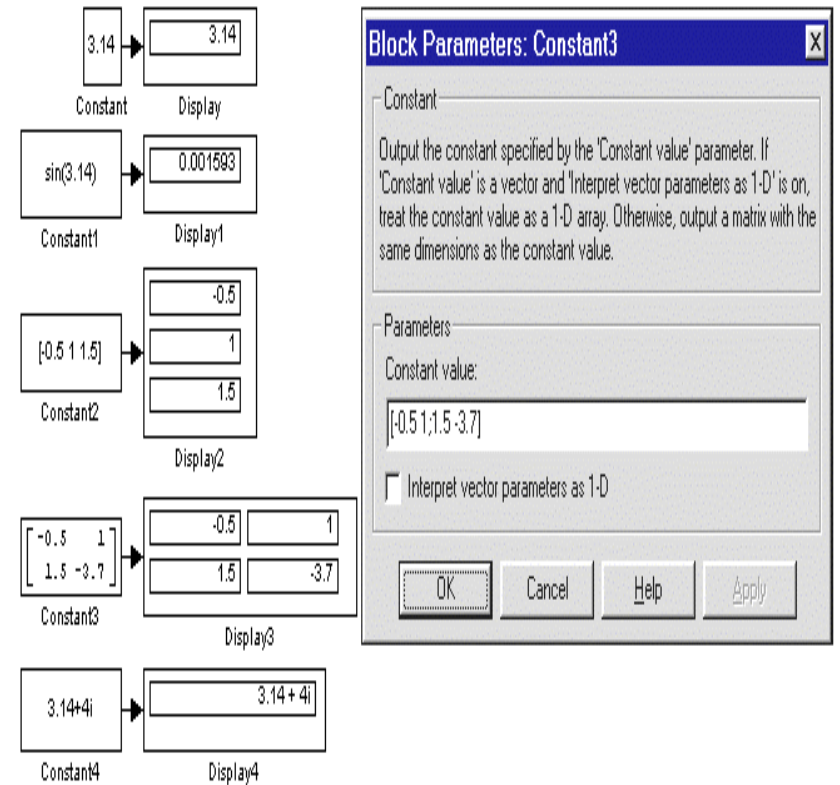 3.14
3.14
Constant
Display
sin(3.14)
0.001593
Constant1
Display1
[-0.5 1 1.5]
-0.5
1
1.5
Constant2
Display2
-0.5 1
1.5 -3.7
-0.5 1
1.5 -3.7
Constant3
Display3
3.14+4i
3.14 + 4i
Constant4
Display4
Block Parameters: Constant3
Constant
Output the constant specified by the 'Constant value' parameter. If
'Constant value' is a vector and 'Interpret vector parameters as 1-D' is on,
treat the constant value as a 1-D array. Otherwise, output a matrix with the
same dimensions as the constant value.
Parameters
Constant value:
[-0.5 1;1.5 -3.7]
Interpret vector parameters as 1-D
OK
Cancel
Help
Apply